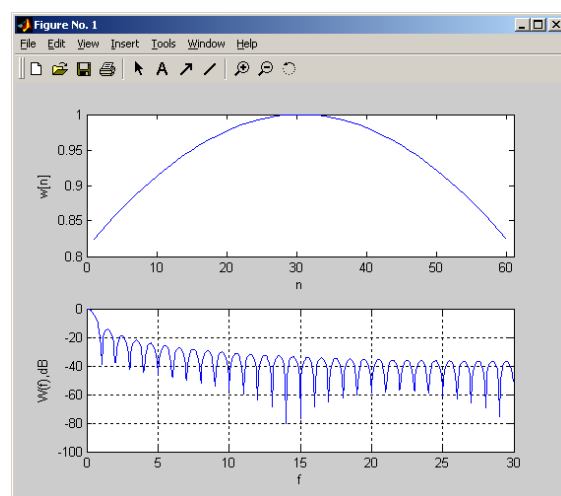 Figure No. 1
File Edit View Insert Tools Window Help
A
1
0.95
0.9
0.85
0.8
w[n]
0 10 20 30 40 50 60
n
0
-20
-40
-60
-80
-100
W(f),dB
0 5 10 15 20 25 30
f